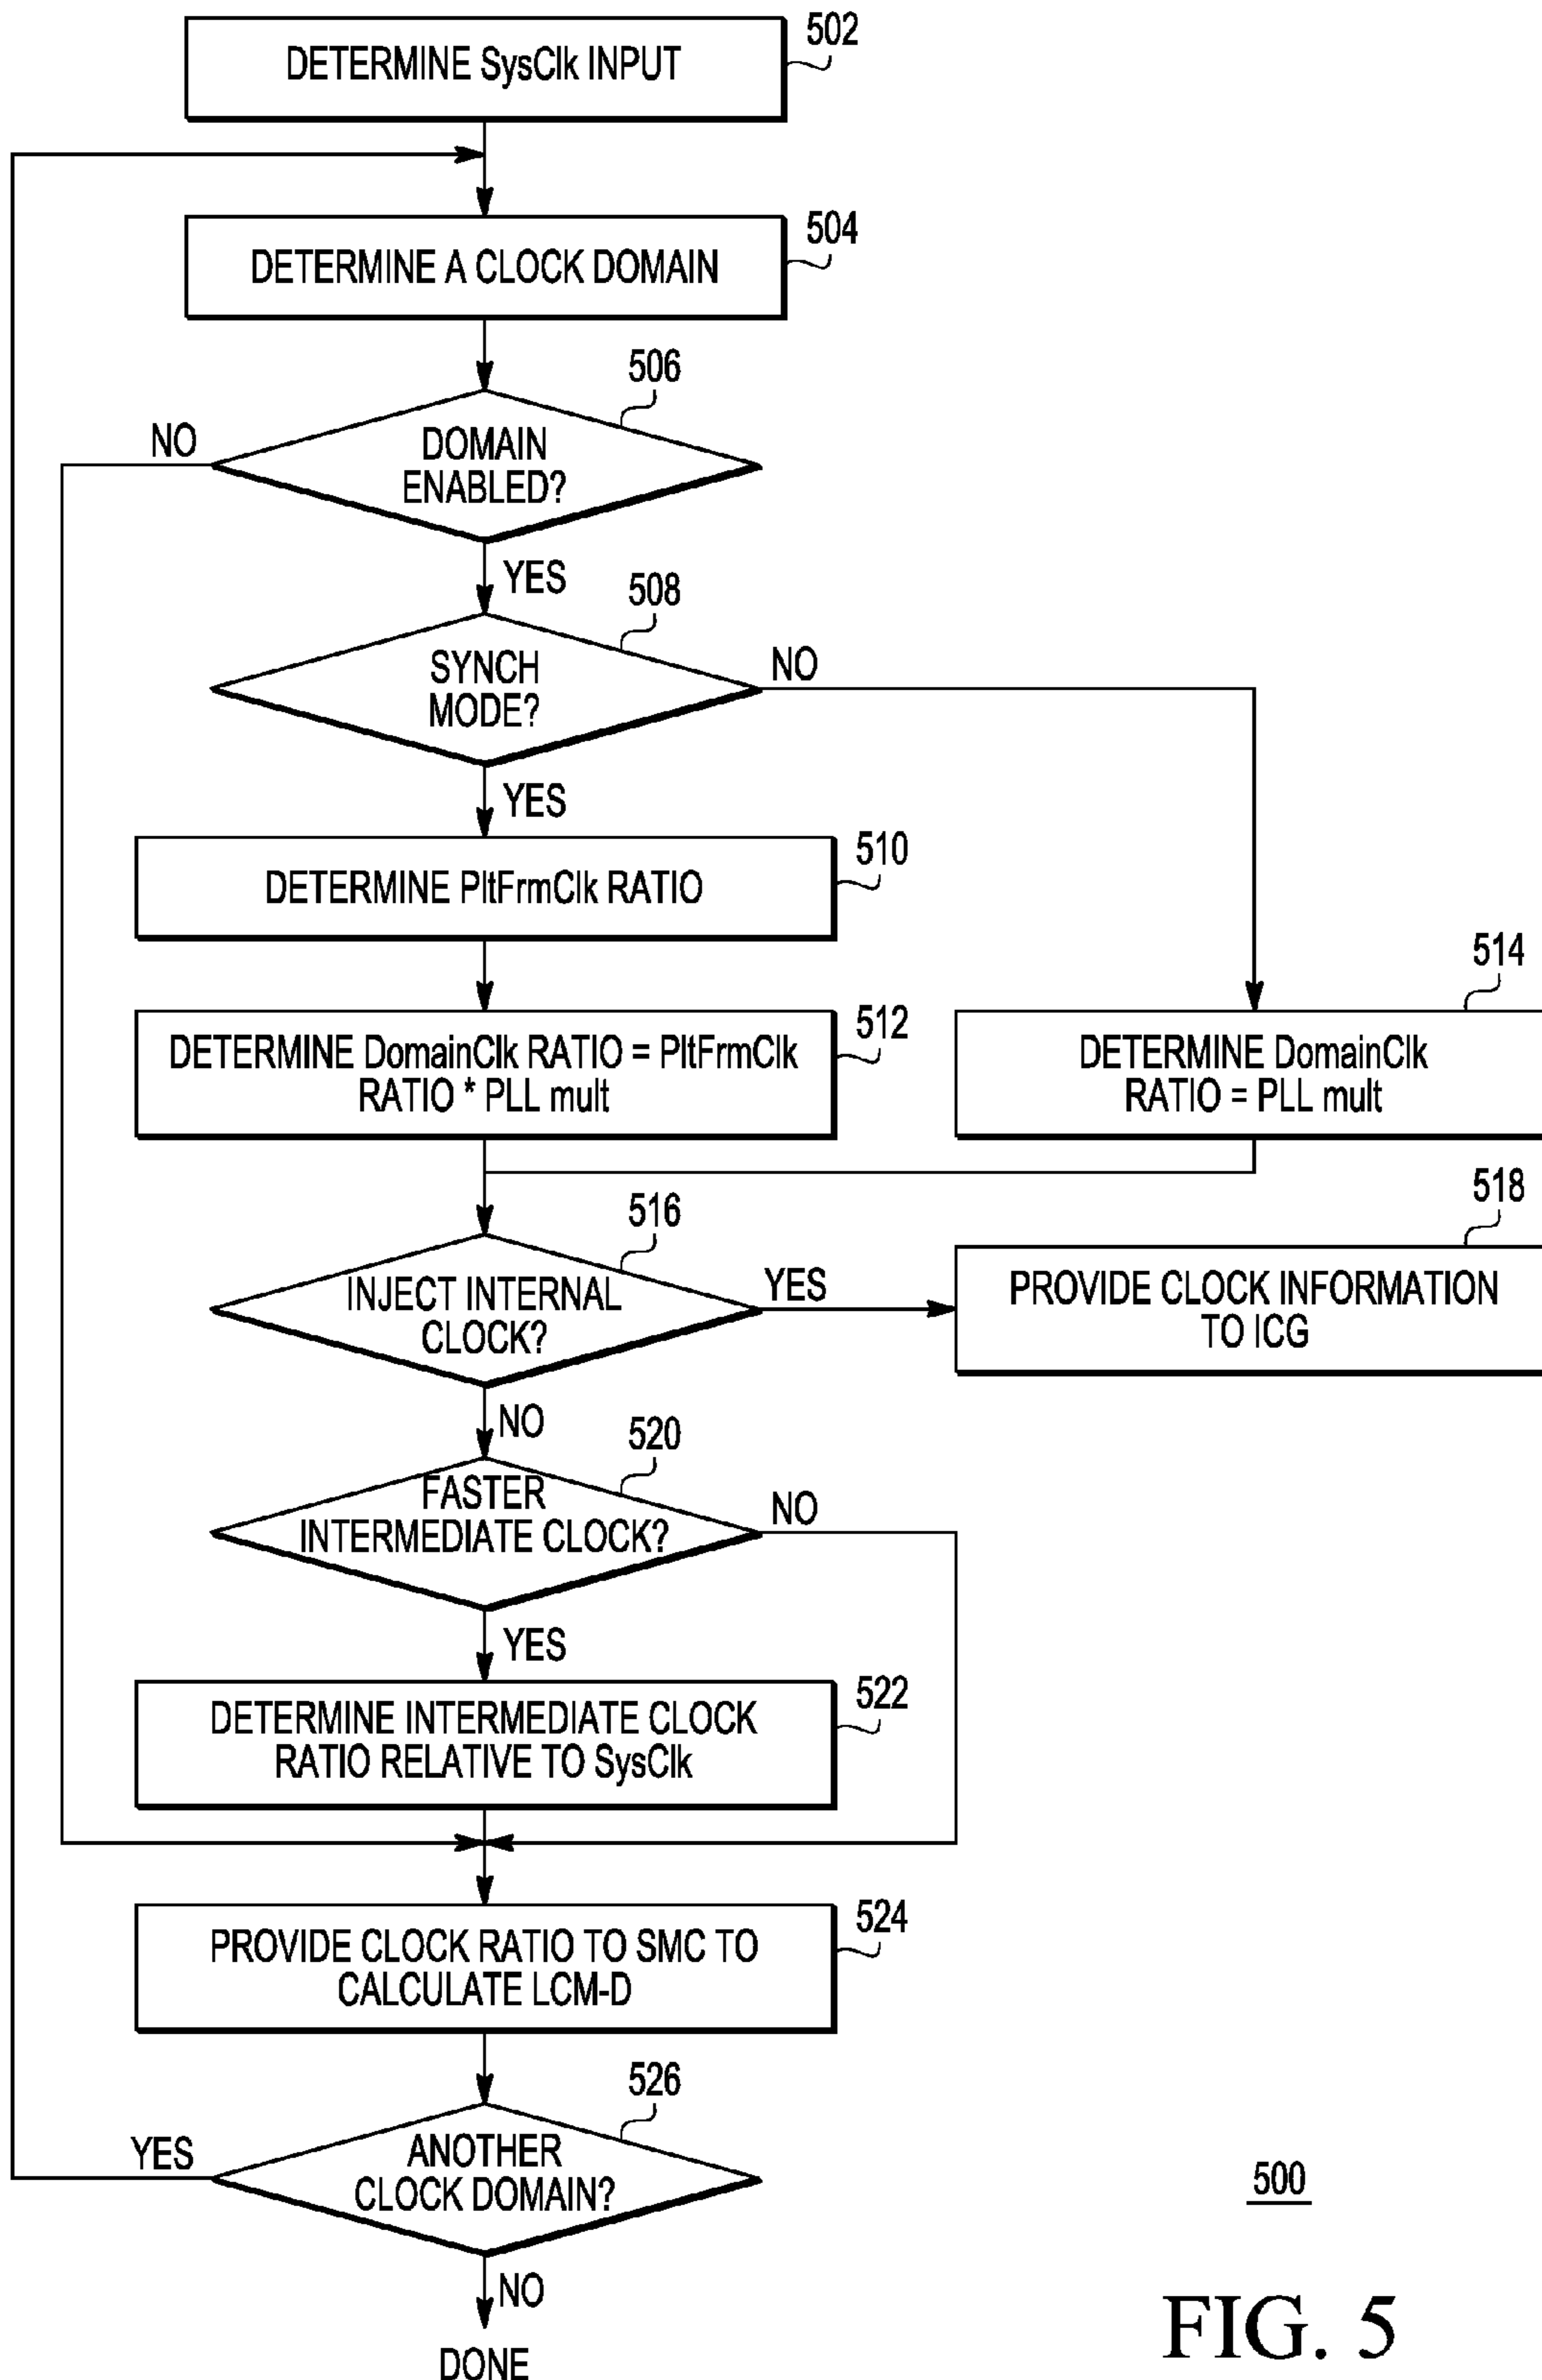 502
DETERMINE SysClk INPUT
504
DETERMINE A CLOCK DOMAIN
506
NO
DOMAIN
ENABLED?
YES
508
SYNCH
MODE?
NO
YES
510
DETERMINE PltFrmClk RATIO
512
DETERMINE DomainClk RATIO = PltFrmClk
RATIO * PLL mult
514
DETERMINE DomainClk
RATIO = PLL mult
516
INJECT INTERNAL
CLOCK?
YES
518
PROVIDE CLOCK INFORMATION
TO ICG
NO
520
FASTER
INTERMEDIATE CLOCK?
NO
YES
522
DETERMINE INTERMEDIATE CLOCK
RATIO RELATIVE TO SysClk
524
PROVIDE CLOCK RATIO TO SMC TO
CALCULATE LCM-D
526
YES
ANOTHER
CLOCK DOMAIN?
NO
DONE
500
FIG. 5